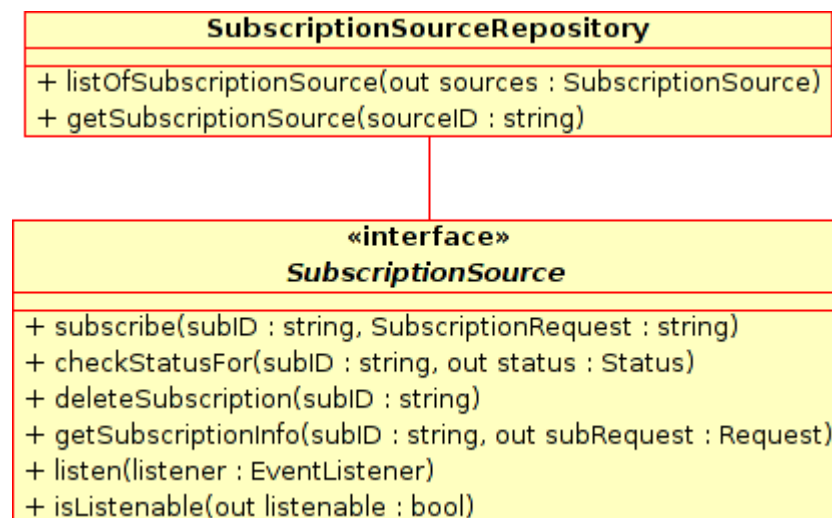 SubscriptionSourceRepository
+ listOfSubscriptionSource(out sources : SubscriptionSource)
+ getSubscriptionSource(sourceID : string)
«interface»
SubscriptionSource
+ subscribe(subID : string, SubscriptionRequest : string)
+ checkStatusFor(subID : string, out status : Status)
+ deleteSubscription(subID : string)
+ getSubscriptionInfo(subID : string, out subRequest : Request)
+ listen(listener : EventListener)
+ isListenable(out listenable : bool)